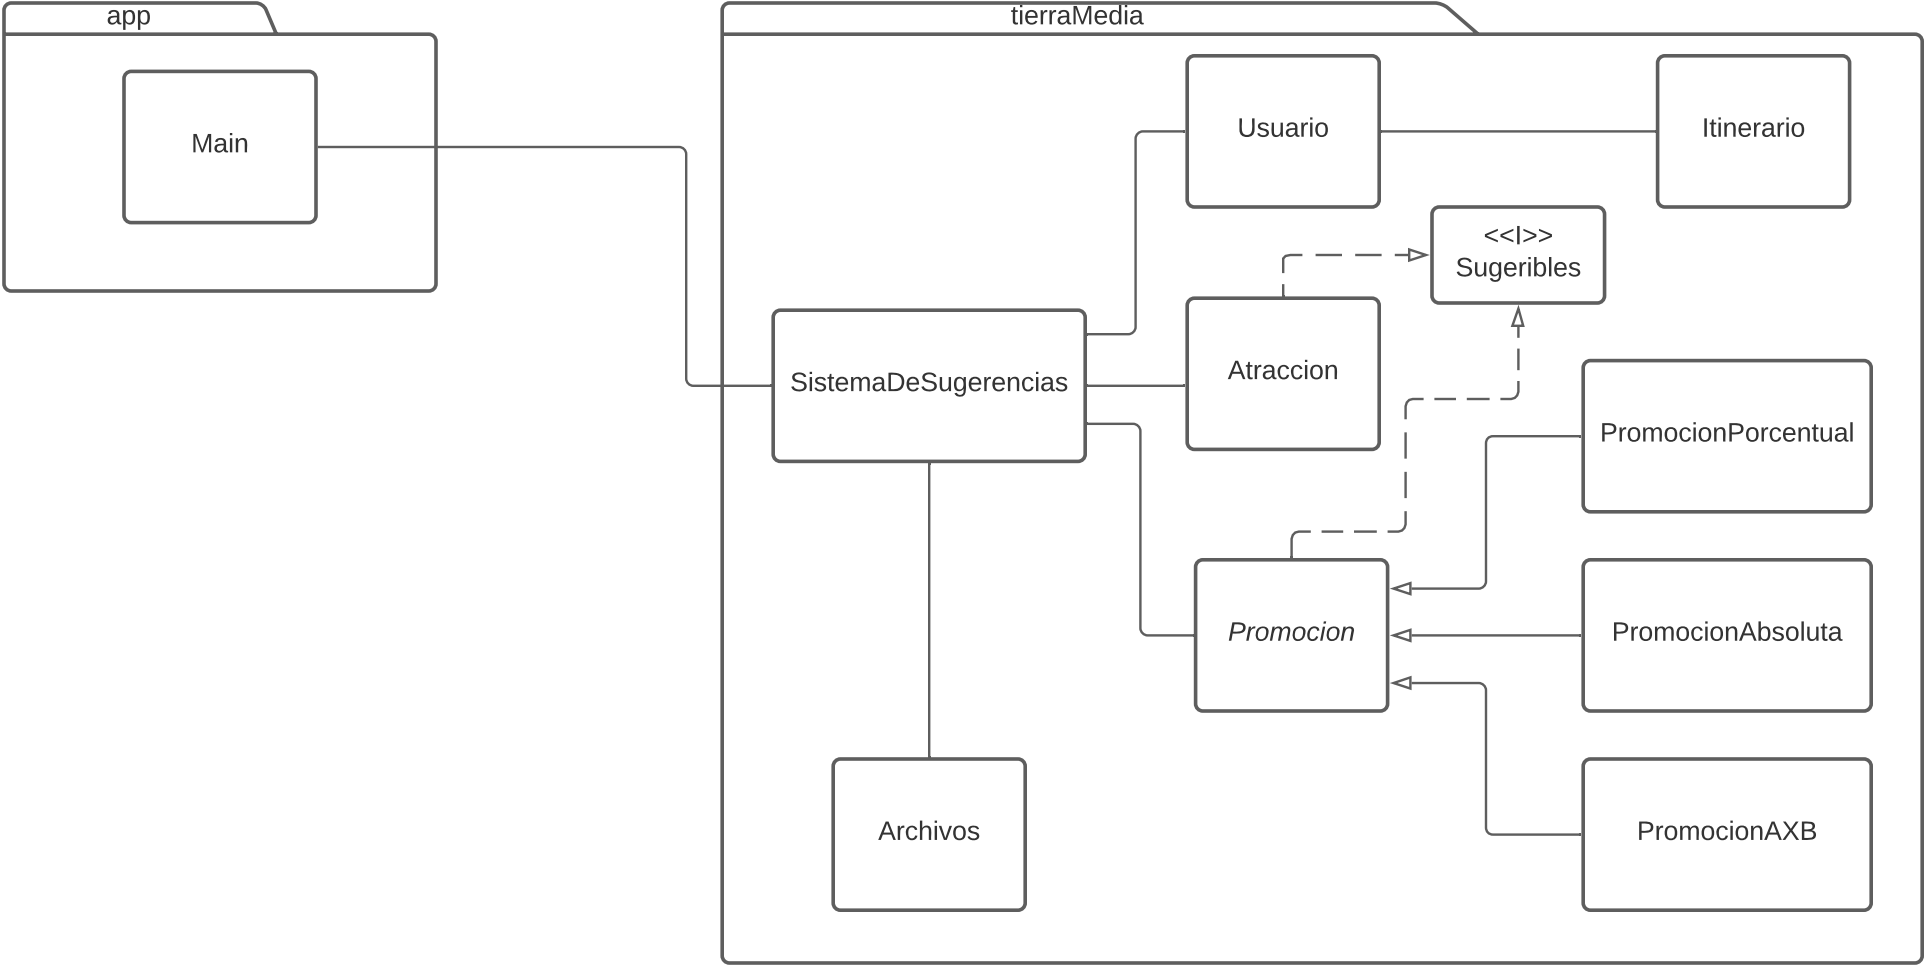 app
tierraMedia
Main
Usuario
Itinerario
<<I>>
Sugeribles
SistemaDeSugerencias
Atraccion
PromocionPorcentual
Promocion
PromocionAbsoluta
Archivos
PromocionAXB